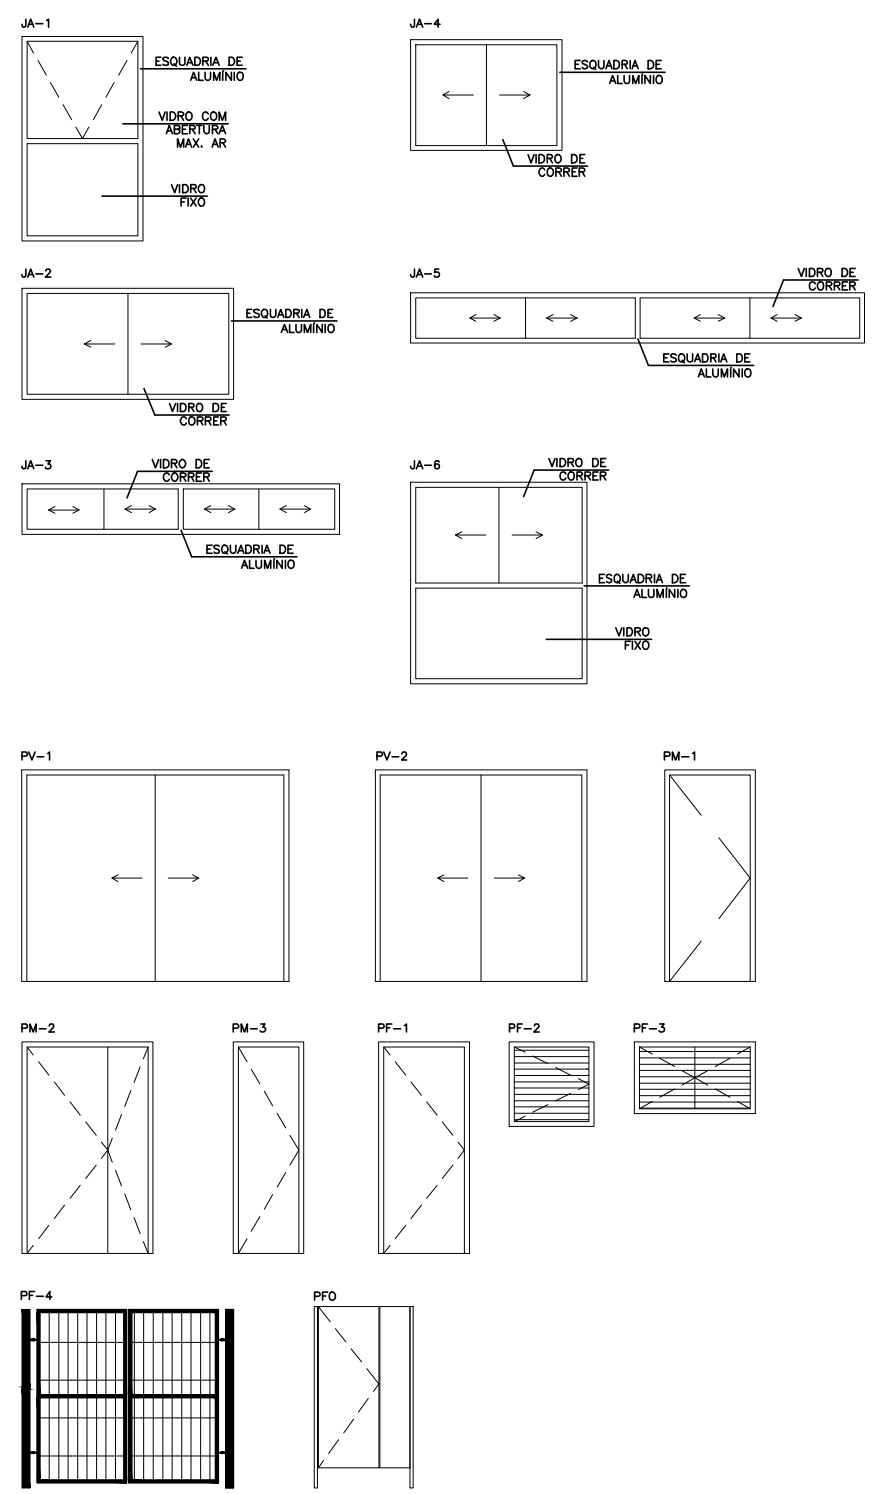 JA-1
ESQUADRIA DE
ALUMÍNIO
VIDRO COM
ABERTURA
MAX. AR
VIDRO
FIXO
JA-4
ESQUADRIA DE
ALUMÍNIO
VIDRO DE
CORRER
JA-2
ESQUADRIA DE
ALUMÍNIO
VIDRO DE
CORRER
JA-5
VIDRO DE
CORRER
ESQUADRIA DE
ALUMÍNIO
JA-3
VIDRO DE
CORRER
ESQUADRIA DE
ALUMÍNIO
JA-6
VIDRO DE
CORRER
ESQUADRIA DE
ALUMÍNIO
VIDRO
FIXO
PV-1
PV-2
PM-1
PM-2
PM-3
PF-1
PF-2
PF-3
PF-4
PFO